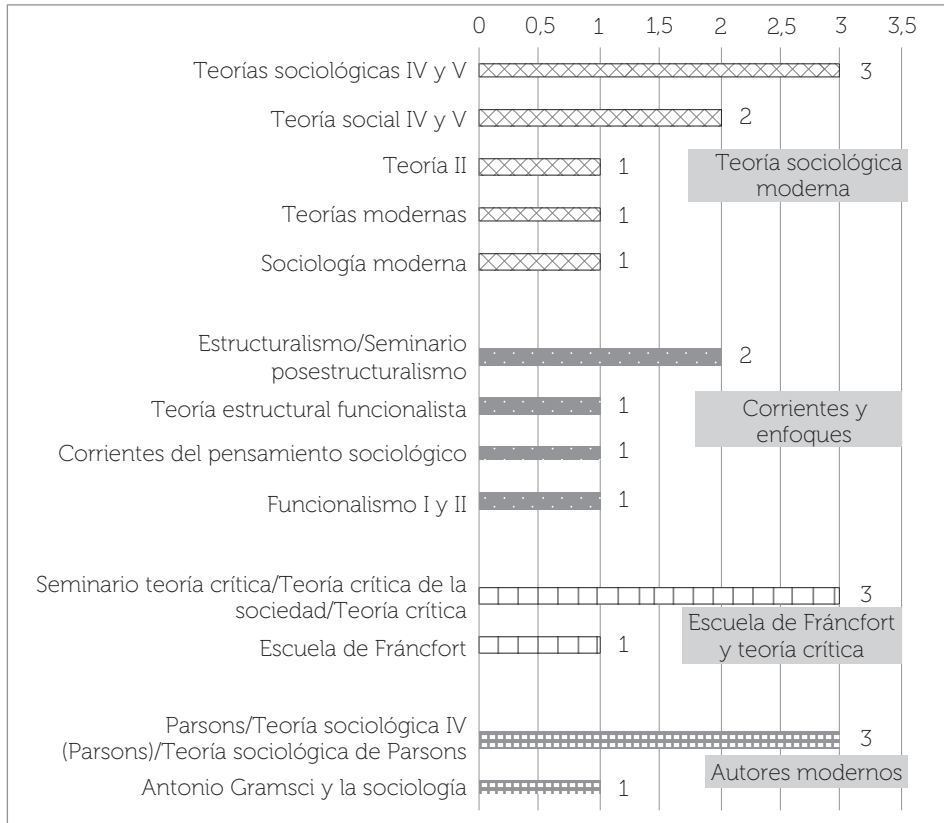 0 0,5 1 1,5 2 2,5 3 3,5
Teorías sociológicas IV y V 3
Teoría social IV y V 2
Teoría II 1
Teoría sociológica
moderna
Teorías modernas 1
Sociología moderna 1
Estructuralismo/Seminario
posestructuralismo
2
Teoría estructural funcionalista 1
Corrientes y
enfoques
Corrientes del pensamiento sociológico 1
Funcionalismo I y II 1
Seminario teoría crítica/Teoría crítica de la
sociedad/Teoría crítica
3
Escuela de Fráncfort
y teoría crítica
Escuela de Fráncfort 1
Parsons/Teoría sociológica IV
(Parsons)/Teoría sociológica de Parsons
3
Autores modernos
Antonio Gramsci y la sociología 1